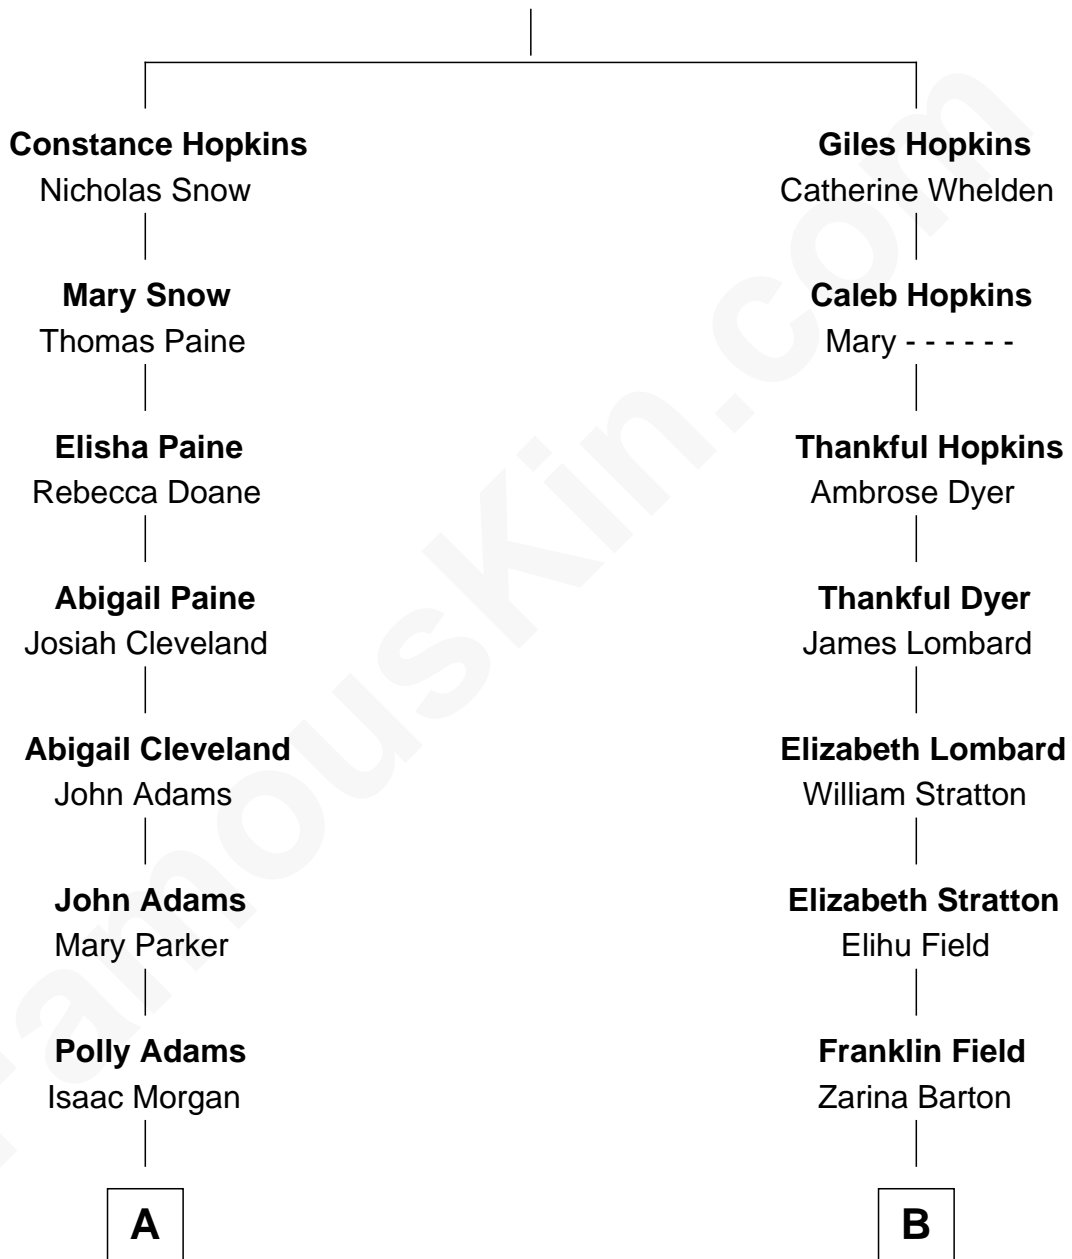 Constance Hopkins
Nicholas Snow
Mary Snow
Thomas Paine
Elisha Paine
Rebecca Doane
Abigail Paine
Josiah Cleveland
Abigail Cleveland
John Adams
John Adams
Mary Parker
Polly Adams
Isaac Morgan
A
Giles Hopkins
Catherine Whelden
Caleb Hopkins
Mary - - - - - -
Thankful Hopkins
Ambrose Dyer
Thankful Dyer
James Lombard
Elizabeth Lombard
William Stratton
Elizabeth Stratton
Elihu Field
Franklin Field
Zarina Barton
B
FamousKin.com